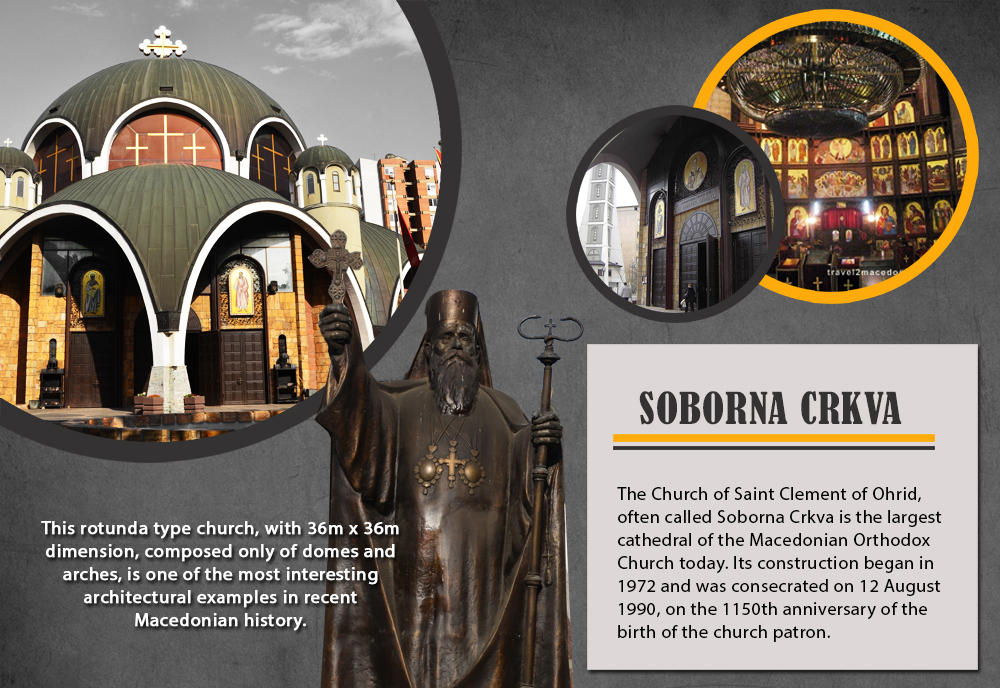 travel2macedo
SOBORNA CRKVA
The Church of Saint Clement of Ohrid,
often called Soborna Crkva is the largest
cathedral of the Macedonian Orthodox
Church today. Its construction began in
1972 and was consecrated on 12 August
1990, on the 1150th anniversary of the
birth of the church patron.
This rotunda type church, with 36m x 36m
dimension, composed only of domes and
arches, is one of the most interesting
architectural examples in recent
Macedonian history.